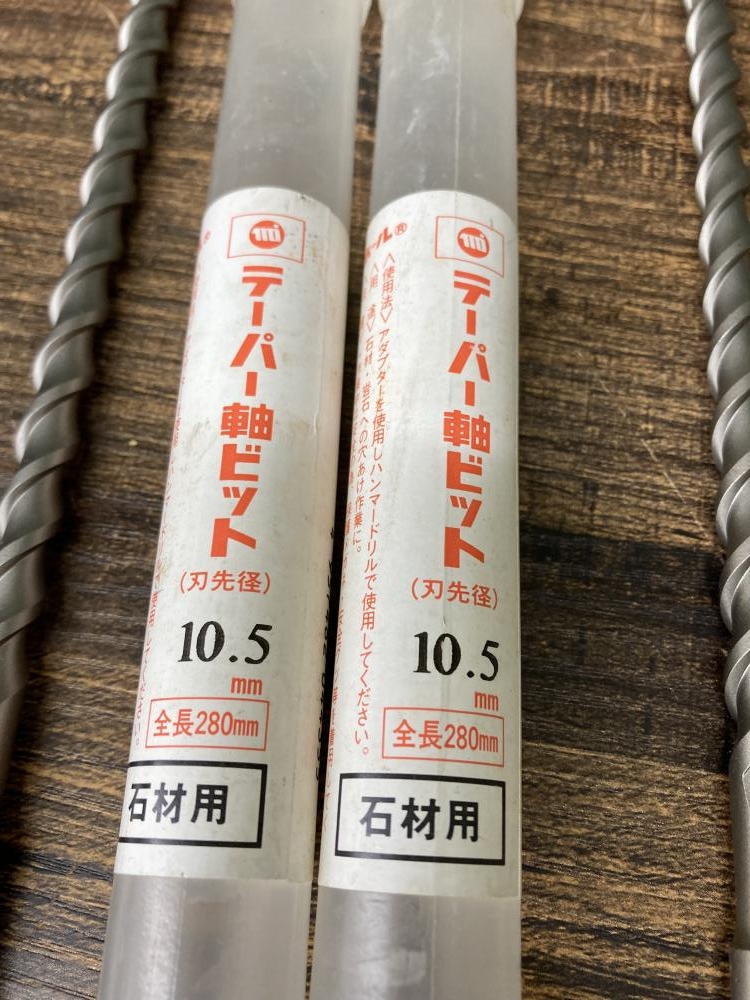 テーパー軸ビット
(刃先径)
10.5
mm
全長280mm
石材用
ール®
〈使用法〉アダプターを使用しハンマードリルで使用してください。
〈用途〉石材・岩石への穴あけ作業に。
テーパー軸ビット
(刃先径)
10.5
mm
全長280mm
石材用